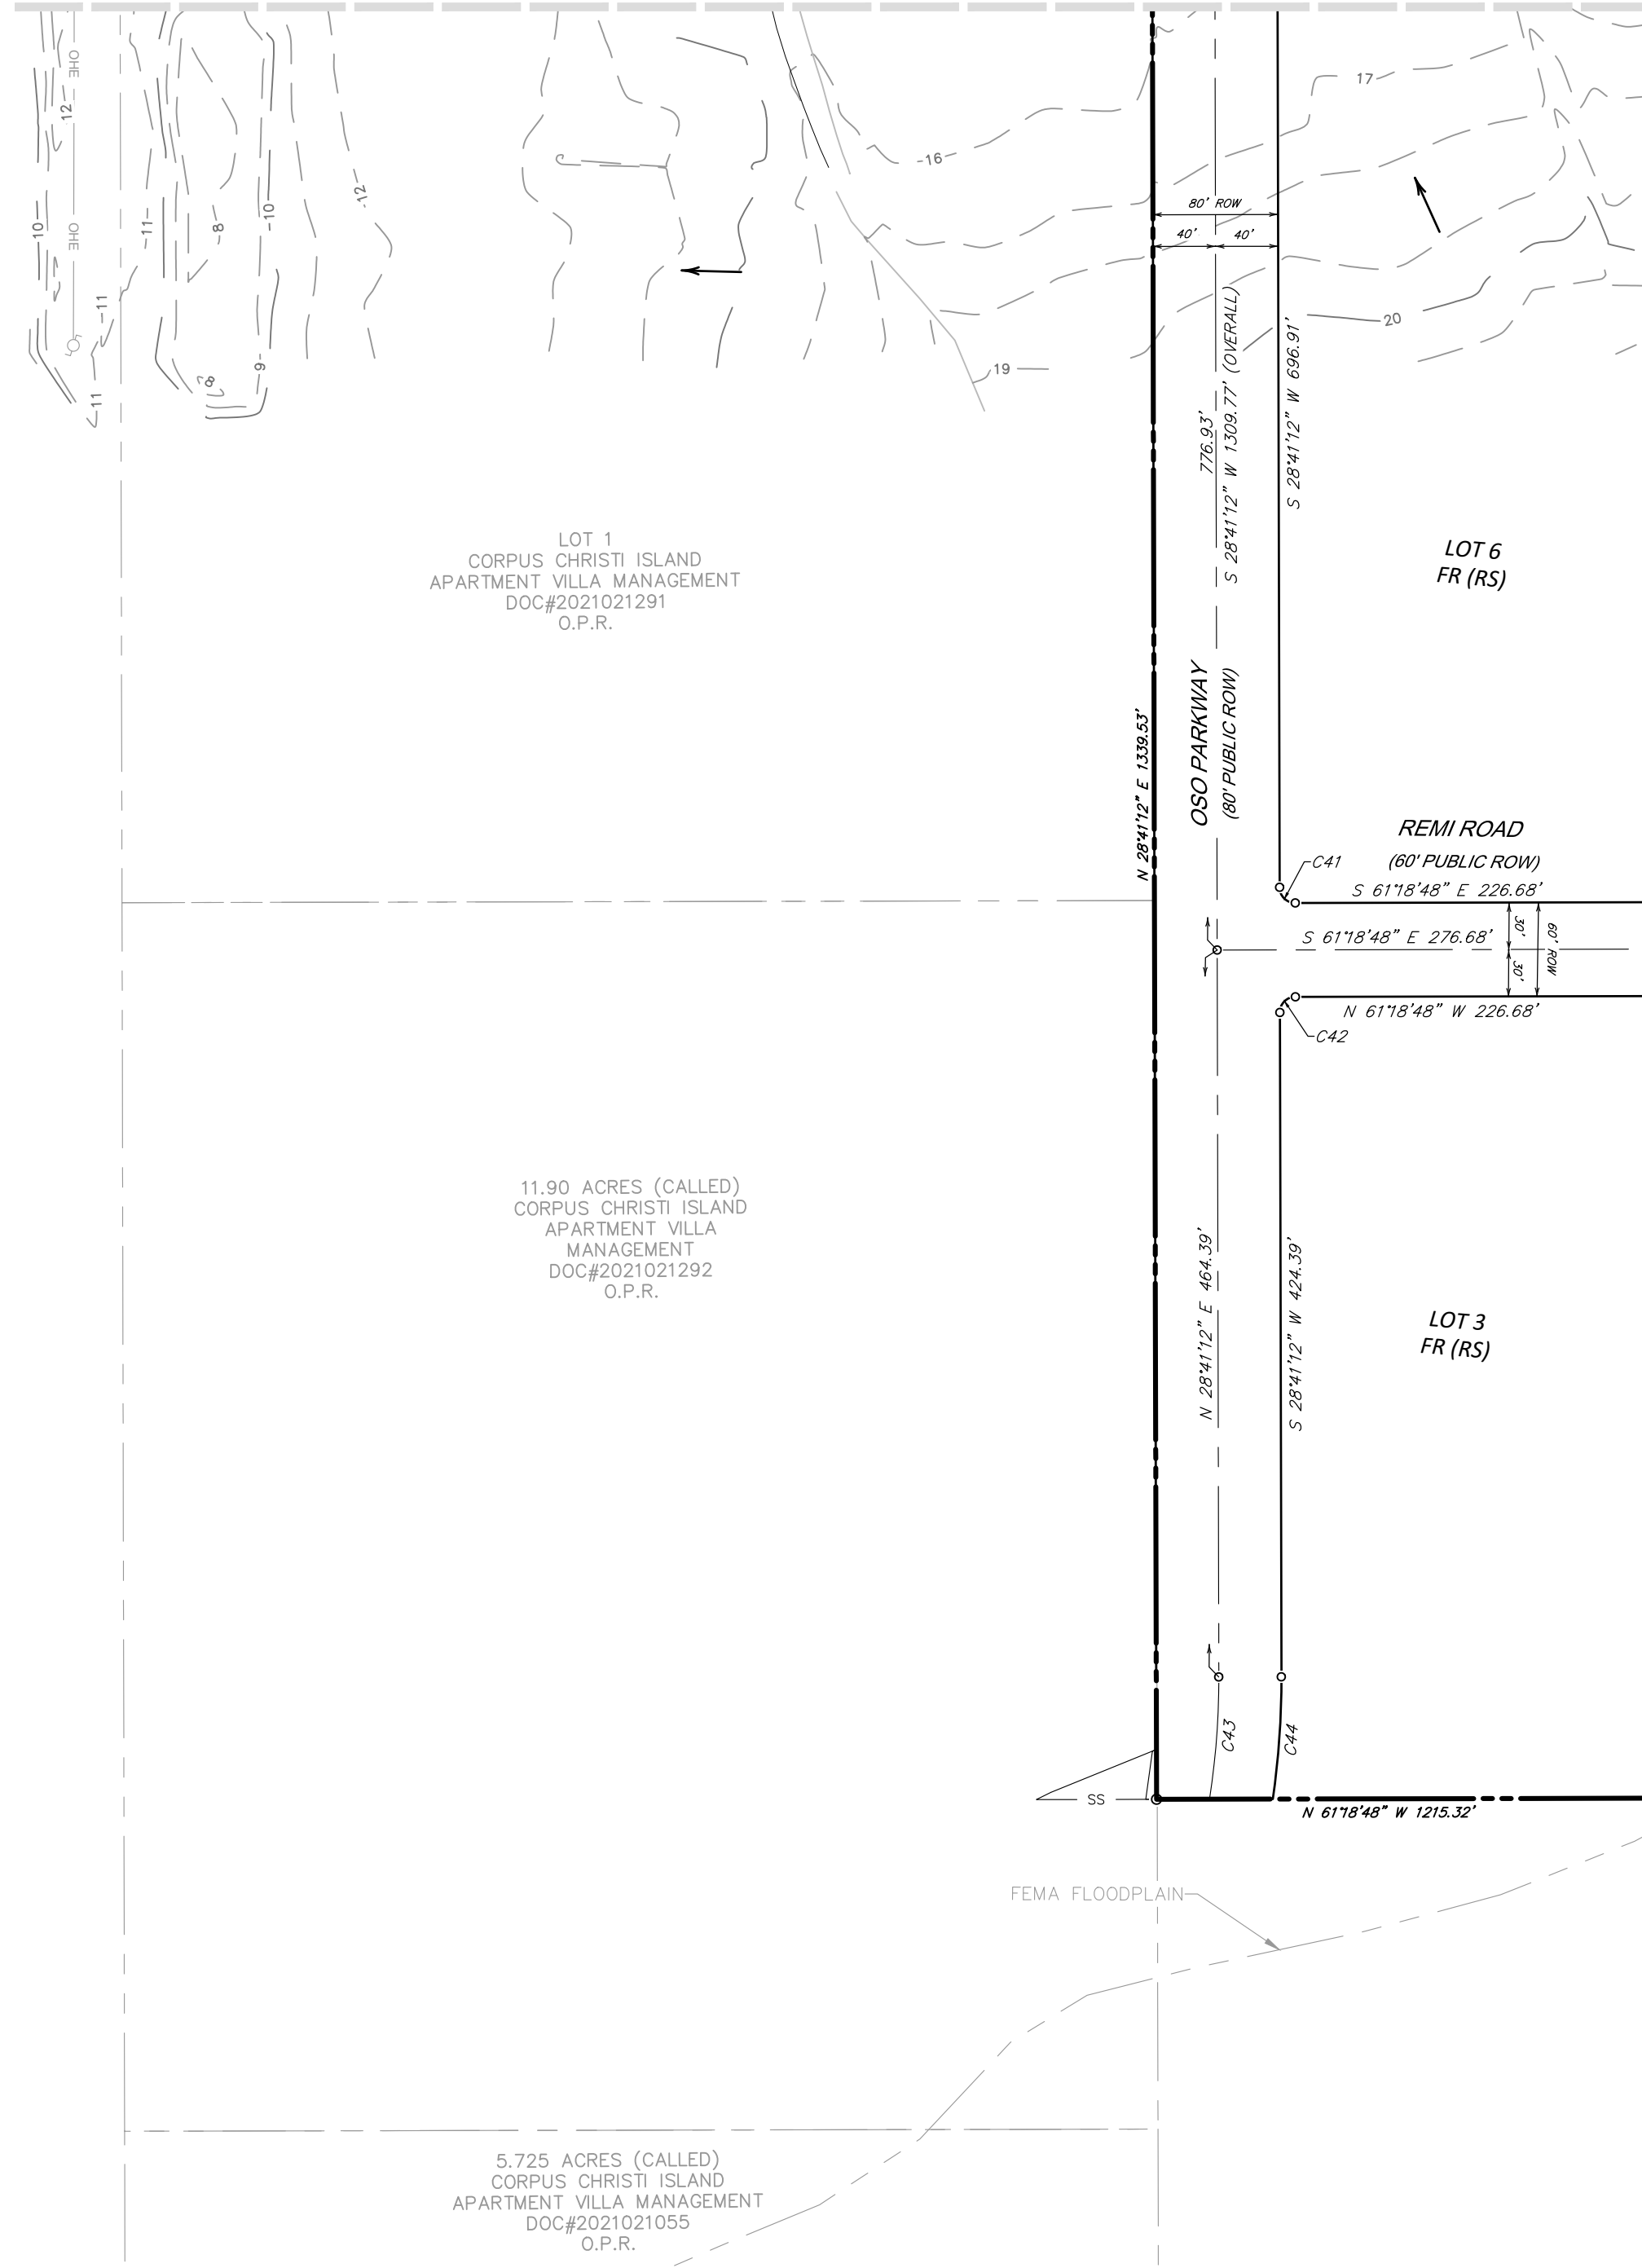 OHE
12
10
OHE
11
8
10
12
11
9
8
11
16
17
19
20
80' ROW
40'
40'
776.93'
S 28°41'12" W 1309.77' (OVERALL)
S 28°41'12" W 696.91'
LOT 1
CORPUS CHRISTI ISLAND
APARTMENT VILLA MANAGEMENT
DOC#2021021291
O.P.R.
LOT 6
FR (RS)
N 28°41'12" E 1339.53'
OSO PARKWAY
(80' PUBLIC ROW)
REMI ROAD
(60' PUBLIC ROW)
C41
S 61°18'48" E 226.68'
S 61°18'48" E 276.68'
30'
30'
60' ROW
N 61°18'48" W 226.68'
C42
11.90 ACRES (CALLED)
CORPUS CHRISTI ISLAND
APARTMENT VILLA
MANAGEMENT
DOC#2021021292
O.P.R.
N 28°41'12" E 464.39'
S 28°41'12" W 424.39'
LOT 3
FR (RS)
C43
C44
SS
N 61°18'48" W 1215.32'
FEMA FLOODPLAIN
5.725 ACRES (CALLED)
CORPUS CHRISTI ISLAND
APARTMENT VILLA MANAGEMENT
DOC#2021021055
O.P.R.